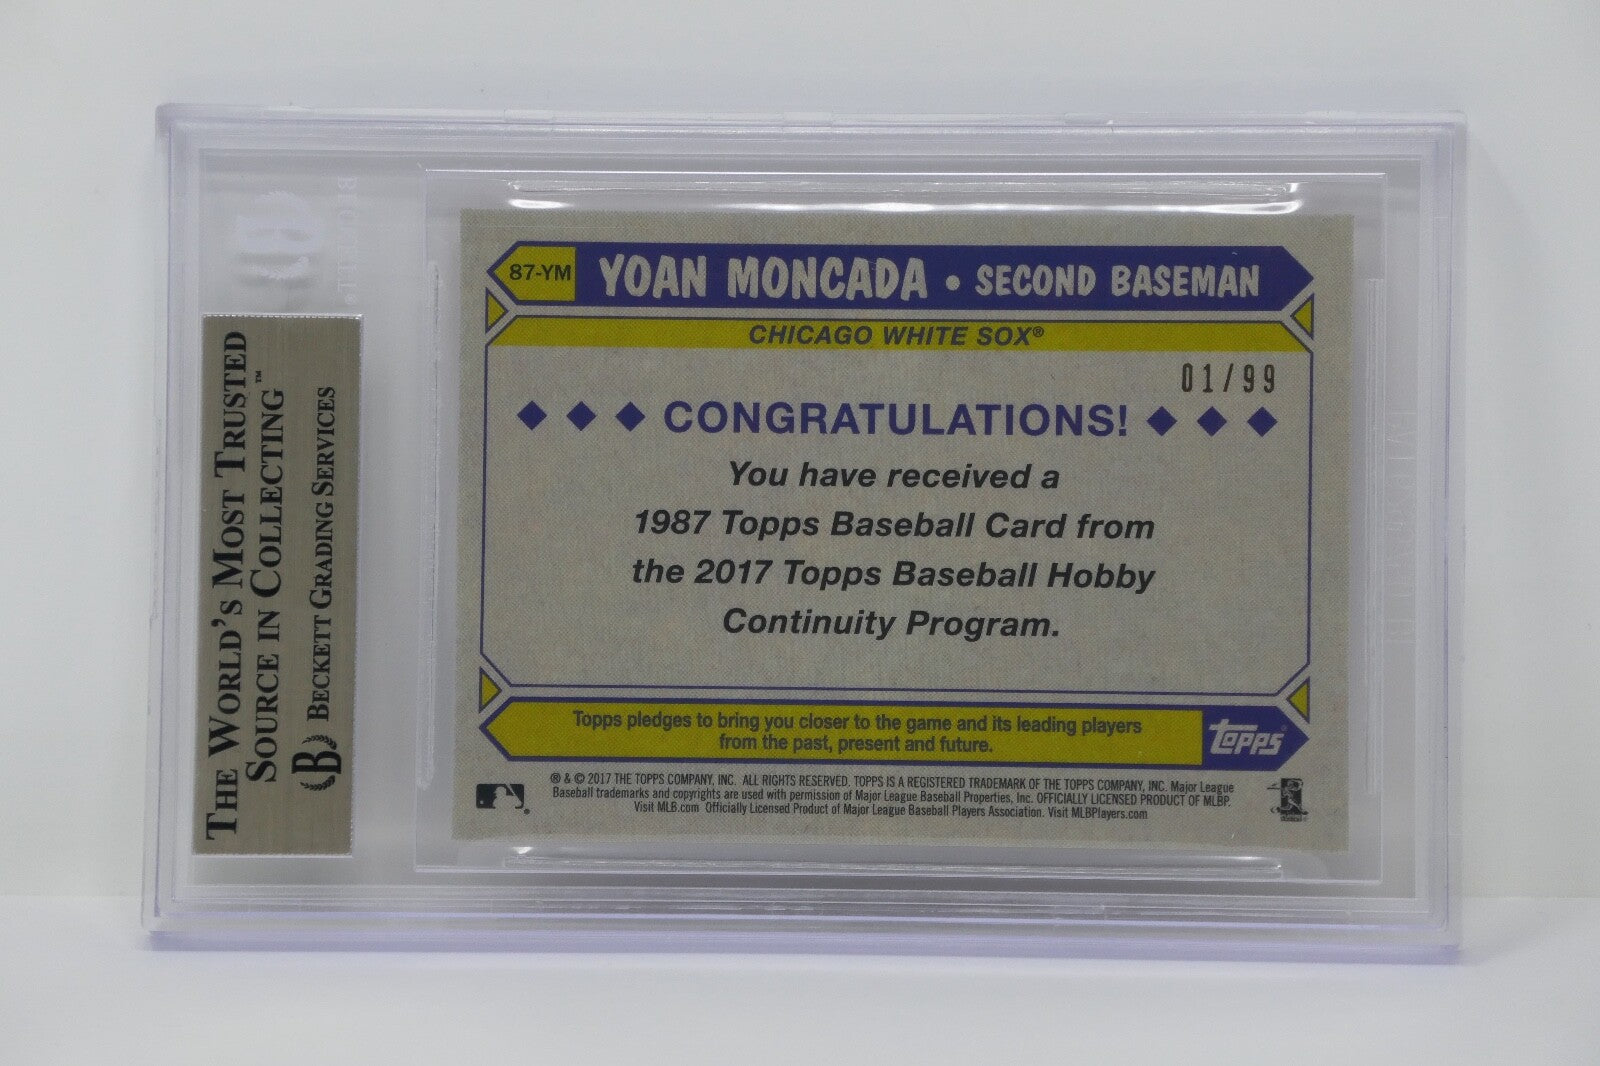 THE WORLD'S MOST TRUSTED
SOURCE IN COLLECTING™
B BECKETT GRADING SERVICES
87-YM YOAN MONCADA • SECOND BASEMAN
CHICAGO WHITE SOX®
01/99
CONGRATULATIONS!
You have received a
1987 Topps Baseball Card from
the 2017 Topps Baseball Hobby
Continuity Program.
Topps pledges to bring you closer to the game and its leading players
from the past, present and future.
Topps
® & © 2017 THE TOPPS COMPANY, INC. ALL RIGHTS RESERVED. TOPPS IS A REGISTERED TRADEMARK OF THE TOPPS COMPANY, INC. Major League
Baseball trademarks and copyrights are used with permission of Major League Baseball Properties, Inc. OFFICIALLY LICENSED PRODUCT OF MLBP.
Visit MLB.com Officially Licensed Product of Major League Baseball Players Association. Visit MLBPlayers.com